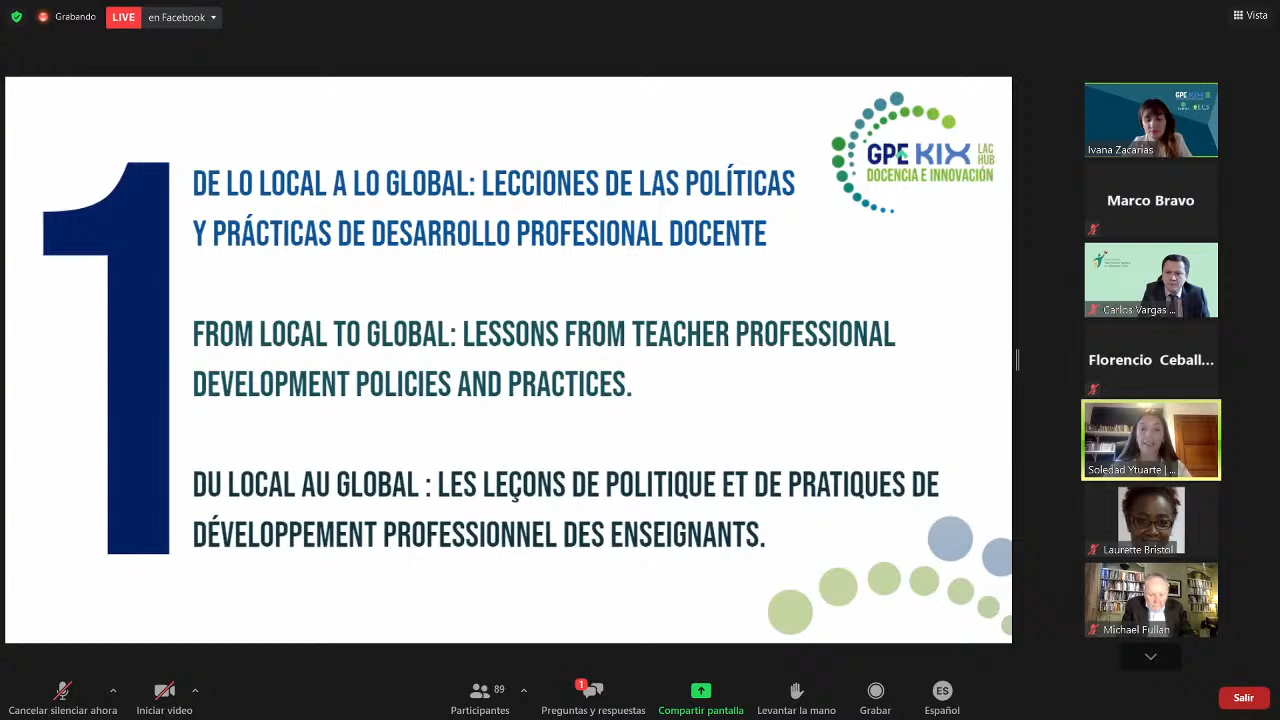 Grabando
LIVE
en Facebook
Vista
1
DE LO LOCAL A LO GLOBAL: LECCIONES DE LAS POLÍTICAS
Y PRÁCTICAS DE DESARROLLO PROFESIONAL DOCENTE
FROM LOCAL TO GLOBAL: LESSONS FROM TEACHER PROFESSIONAL
DEVELOPMENT POLICIES AND PRACTICES.
DU LOCAL AU GLOBAL : LES LEÇONS DE POLITIQUE ET DE PRATIQUES DE
DÉVELOPPEMENT PROFESSIONNEL DES ENSEIGNANTS.
GPE KIX LAC
HUB
DOCENCIA E INNOVACIÓN
GPE KIX
Ivana Zacarias
Marco Bravo
Carlos Vargas ...
Florencio Ceball...
Soledad Ytuarte | ...
Laurette Bristol
Michael Fullan
Cancelar silenciar ahora
Iniciar video
89
Participantes
1
Preguntas y respuestas
Compartir pantalla
Levantar la mano
Grabar
ES
Español
Salir